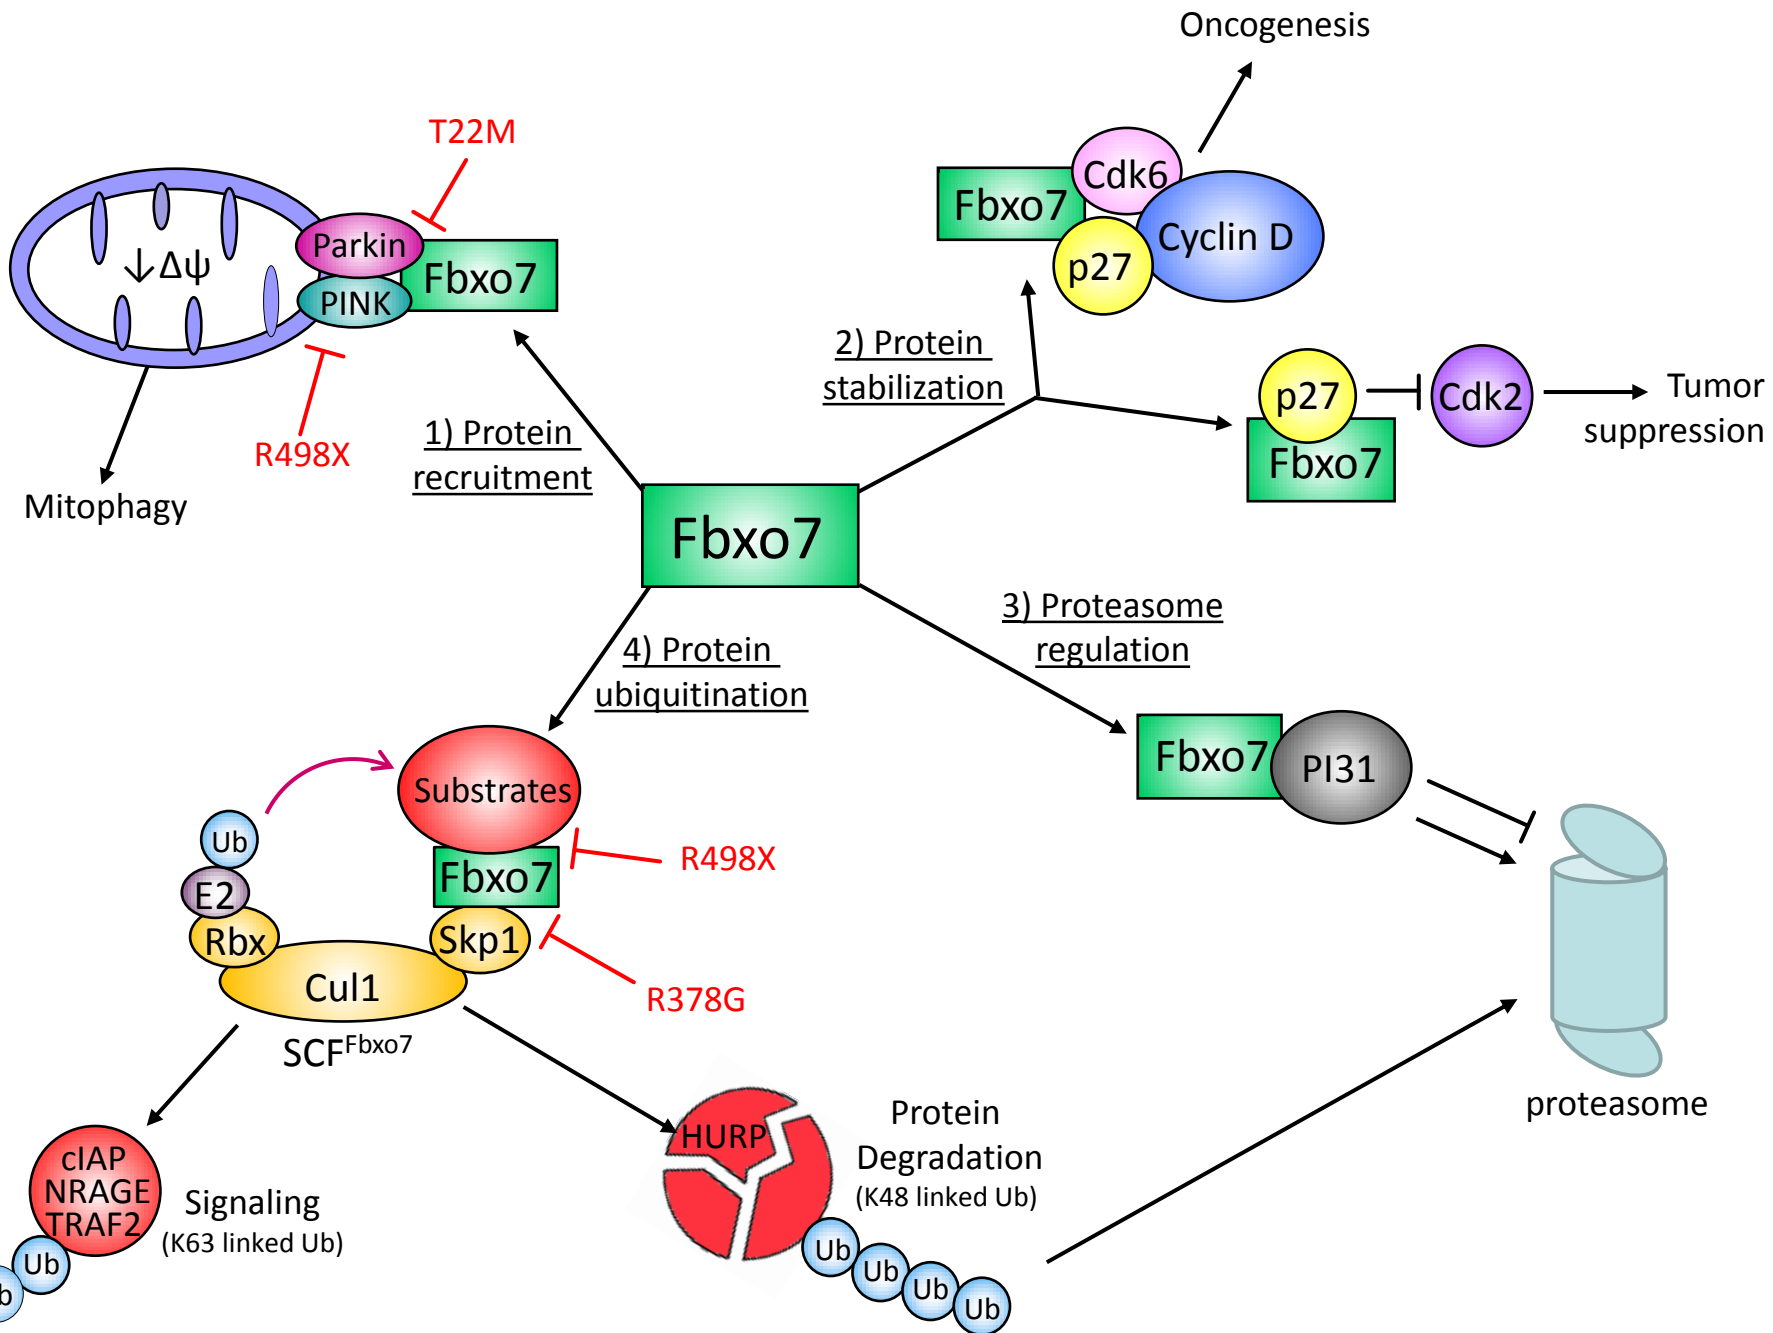 Oncogenesis
T22M
Cdk6
Fbxo7
Cyclin D
p27
Parkin
↓Δψ
Fbxo7
PINK
R498X
Mitophagy
1) Protein
recruitment
2) Protein
stabilization
p27
Cdk2
Tumor
suppression
Fbxo7
Fbxo7
3) Proteasome
regulation
4) Protein
ubiquitination
Fbxo7
PI31
proteasome
Substrates
Ub
E2
Rbx
Fbxo7
Skp1
Cul1
SCFFbxo7
R498X
R378G
cIAP
NRAGE
TRAF2
Ub
Signaling
(K63 linked Ub)
HURP
Protein
Degradation
(K48 linked Ub)
Ub
Ub
Ub
Ub